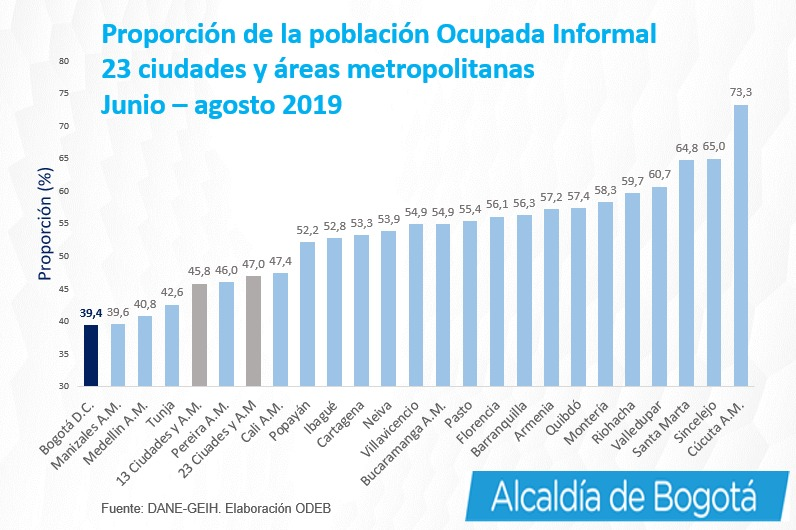 Proporción de la población Ocupada Informal
23 ciudades y áreas metropolitanas
Junio – agosto 2019
Proporción (%)
80
75
70
65
60
55
50
45
40
35
30
39,4
39,6
40,8
42,6
45,8
46,0
47,0
47,4
52,2
52,8
53,3
53,9
54,9
54,9
55,4
56,1
56,3
57,2
57,4
58,3
59,7
60,7
64,8
65,0
73,3
Bogotá D.C.
Manizales A.M.
Medellín A.M.
Tunja
13 Ciudades y A.M.
Pereira A.M.
23 Ciuades y A.M
Cali A.M.
Popayán
Ibagué
Cartagena
Neiva
Villavicencio
Bucaramanga A.M.
Pasto
Florencia
Barranquilla
Armenia
Quibdó
Montería
Riohacha
Valledupar
Santa Marta
Sincelejo
Cúcuta A.M.
Fuente: DANE-GEIH. Elaboración ODEB
Alcaldía de Bogotá